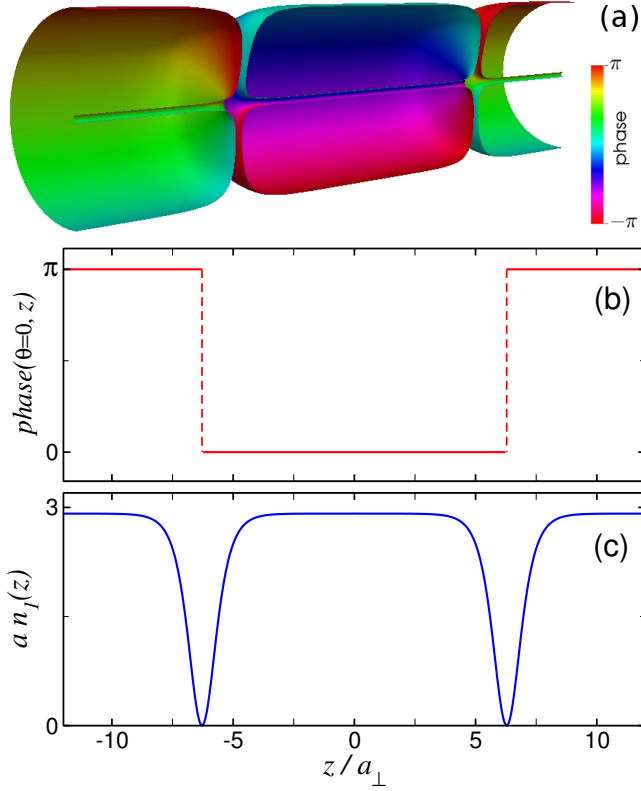 (a)
π
phase
−π
(b)
π
0
phase(θ=0, z)
(c)
3
0
a n₁(z)
-10 -5 0 5 10
z / a⊥